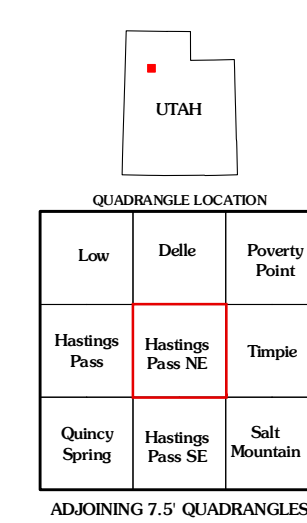 UTAH
QUADRANGLE LOCATION
Low
Delle
Poverty
Point
Hastings
Pass
Hastings
Pass NE
Timpie
Quincy
Spring
Hastings
Pass SE
Salt
Mountain
ADJOINING 7.5' QUADRANGLES